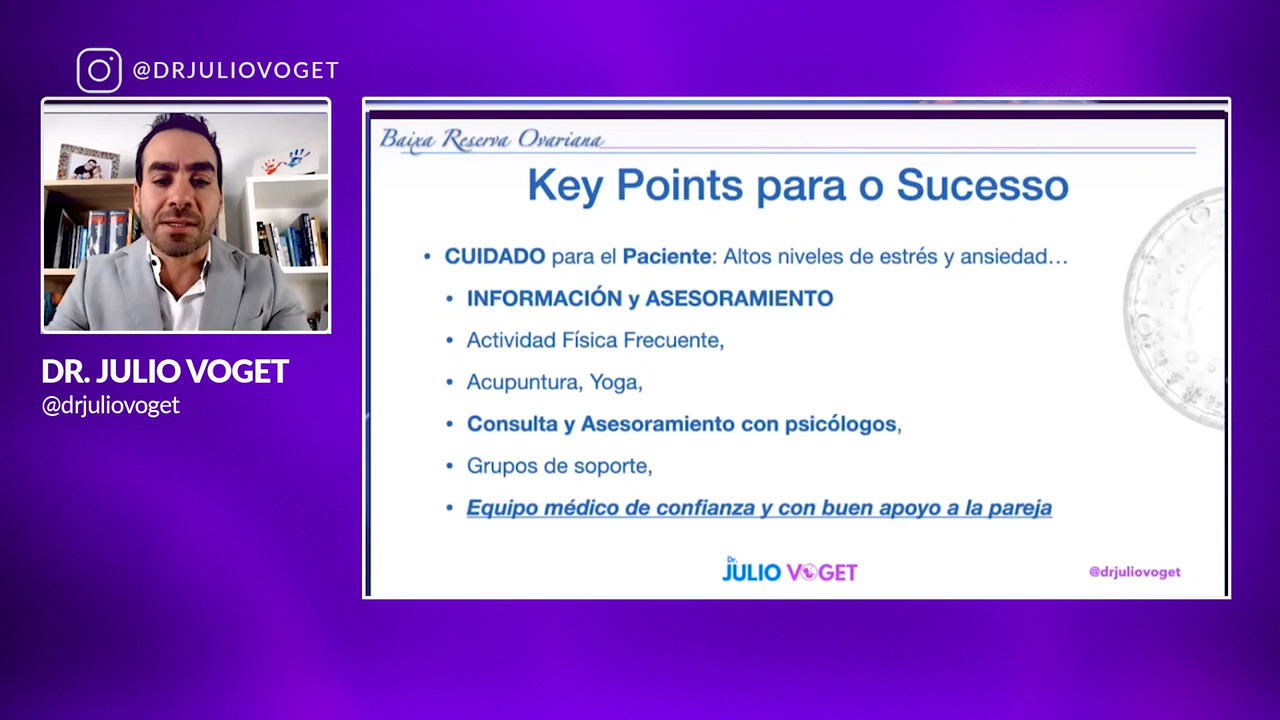 @DRJULIOVOGET
DR. JULIO VOGET
@drjuliovoget
Baixa Reserva Ovariana
Key Points para o Sucesso
• CUIDADO para el Paciente: Altos niveles de estrés y ansiedad…
• INFORMACIÓN y ASESORAMIENTO
• Actividad Física Frecuente,
• Acupuntura, Yoga,
• Consulta y Asesoramiento con psicólogos,
• Grupos de soporte,
• Equipo médico de confianza y con buen apoyo a la pareja
Dr.
JULIO VOGET
@drjuliovoget